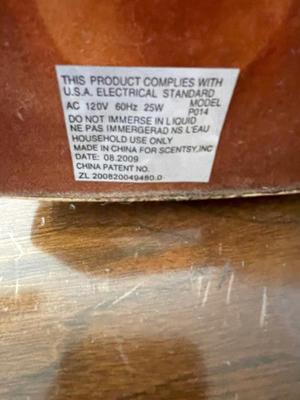 THIS PRODUCT COMPLIES WITH
U.S.A. ELECTRICAL STANDARD
AC 120V 60Hz 25W MODEL
P014
DO NOT IMMERSE IN LIQUID
NE PAS IMMERGERAD NS L'EAU
HOUSEHOLD USE ONLY
MADE IN CHINA FOR SCENTSY,INC
DATE: 08.2009
CHINA PATENT NO.
ZL 200820049480.0